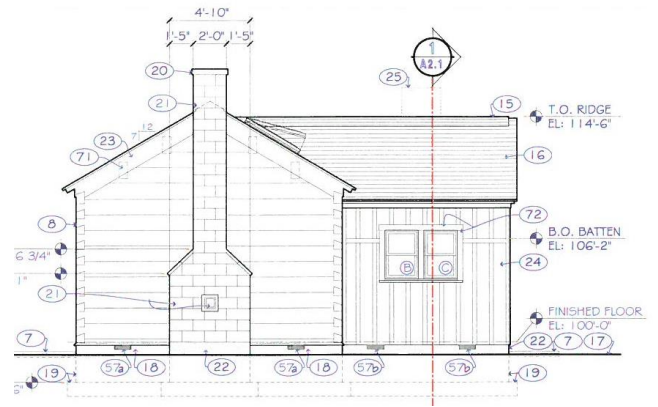 4'-10"
1'-5" 2'-0" 1'-5"
1
A2.1
20
25
21
15
T.O. RIDGE
EL: 114'-6"
12
7
23
71
16
8
72
B.O. BATTEN
EL: 106'-2"
6 3/4"
24
B C
1"
21
FINISHED FLOOR
EL: 100'-0"
7
22 7 17
57a 18 22 57a 18 57b 57b
19 19